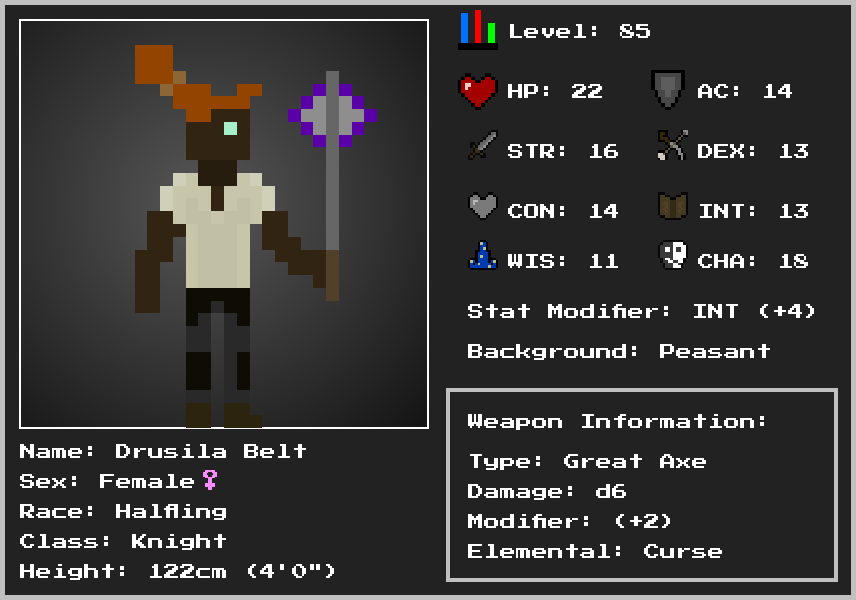 Level: 85
HP: 22 AC: 14
STR: 16 DEX: 13
CON: 14 INT: 13
WIS: 11 CHA: 18
Stat Modifier: INT (+4)
Background: Peasant
Weapon Information:
Type: Great Axe
Damage: d6
Modifier: (+2)
Elemental: Curse
Name: Drusila Belt
Sex: Female♀
Race: Halfling
Class: Knight
Height: 122cm (4'0")